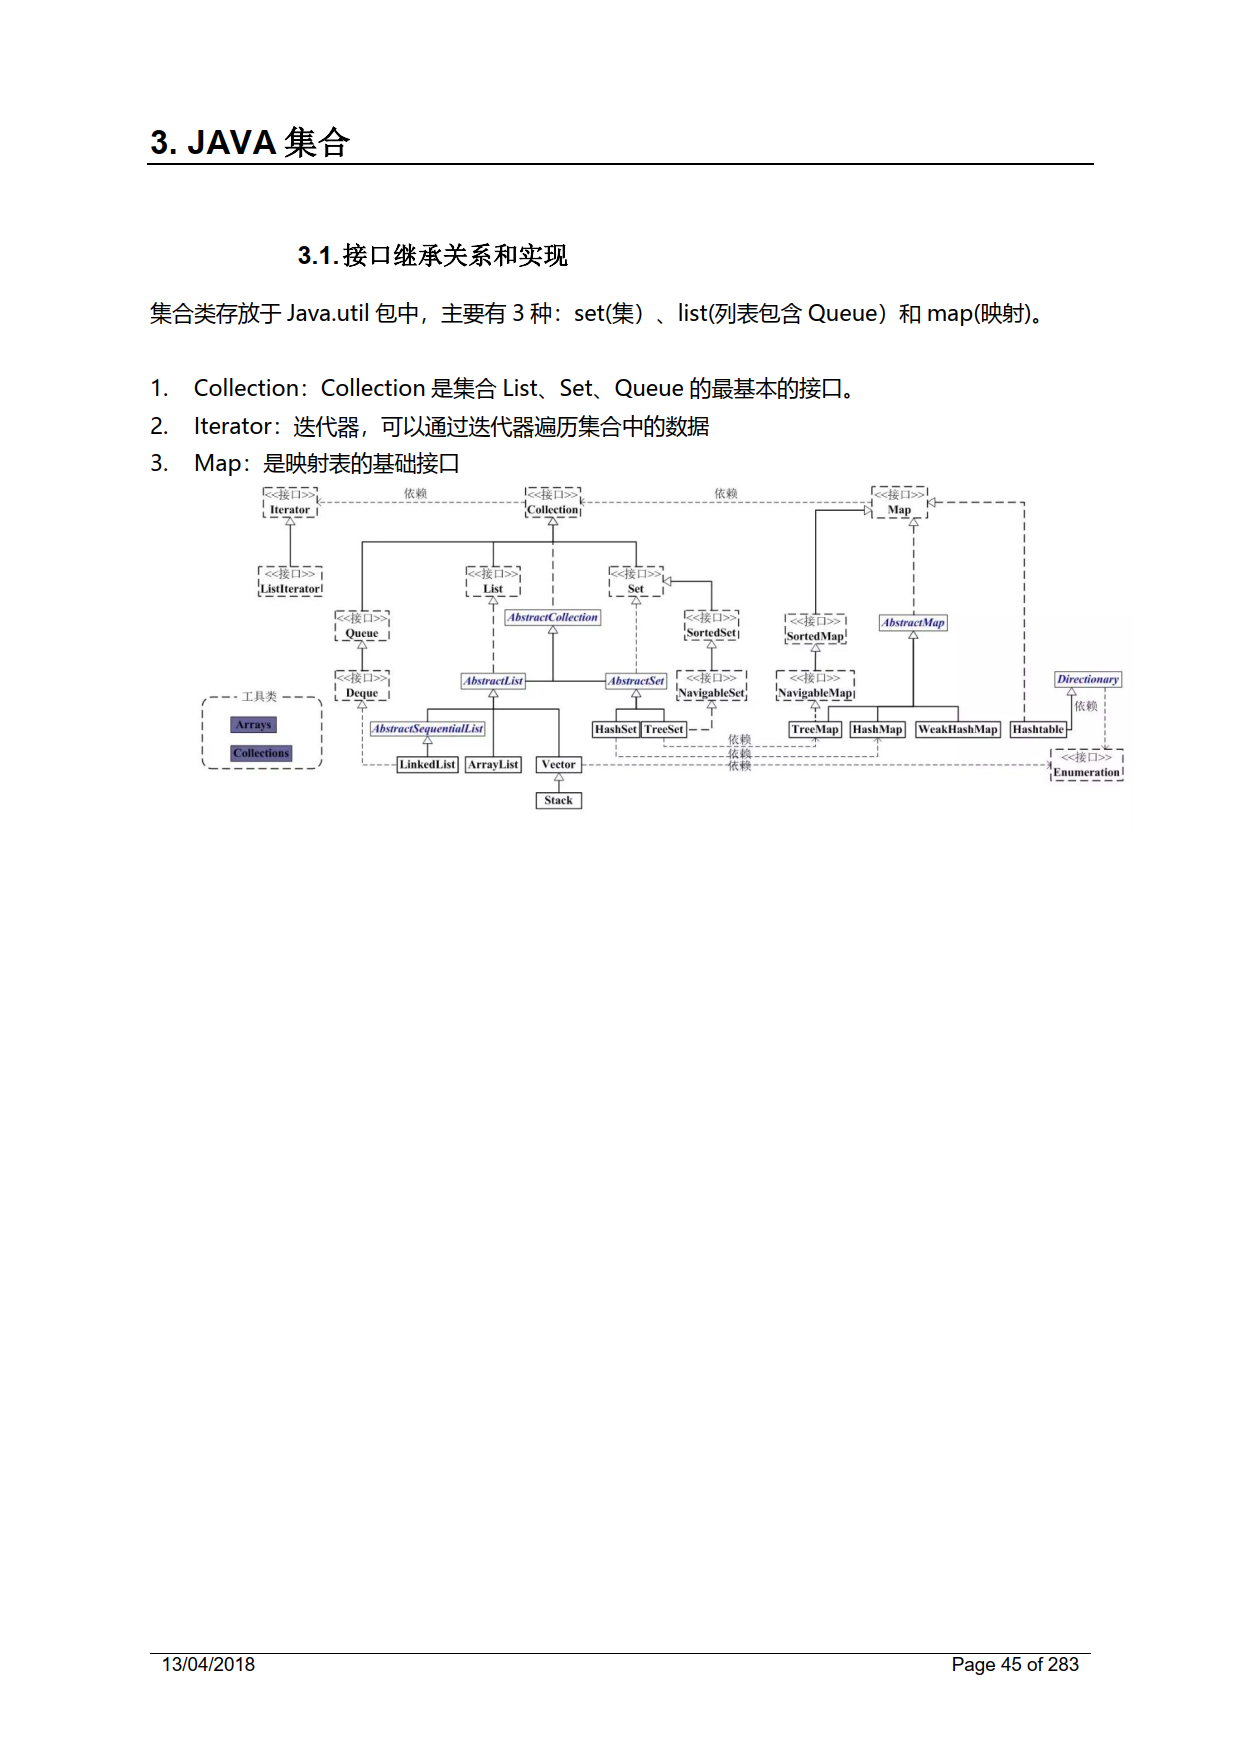 3. JAVA 集合
3.1.接口继承关系和实现
集合类存放于 Java.util 包中，主要有 3 种：set(集）、list(列表包含 Queue）和 map(映射)。
1. Collection：Collection 是集合 List、Set、Queue 的最基本的接口。
2. Iterator：迭代器，可以通过迭代器遍历集合中的数据
3. Map：是映射表的基础接口
<<接口>>
Iterator
依赖
<<接口>>
Collection
依赖
<<接口>>
Map
<<接口>>
ListIterator
<<接口>>
List
<<接口>>
Set
<<接口>>
Queue
AbstractCollection
<<接口>>
SortedSet
<<接口>>
SortedMap
AbstractMap
<<接口>>
Deque
AbstractList
AbstractSet
<<接口>>
NavigableSet
<<接口>>
NavigableMap
Directionary
依赖
工具类
Arrays
Collections
AbstractSequentialList
HashSet
TreeSet
TreeMap
HashMap
WeakHashMap
Hashtable
依赖
依赖
依赖
LinkedList
ArrayList
Vector
<<接口>>
Enumeration
Stack
13/04/2018
Page 45 of 283